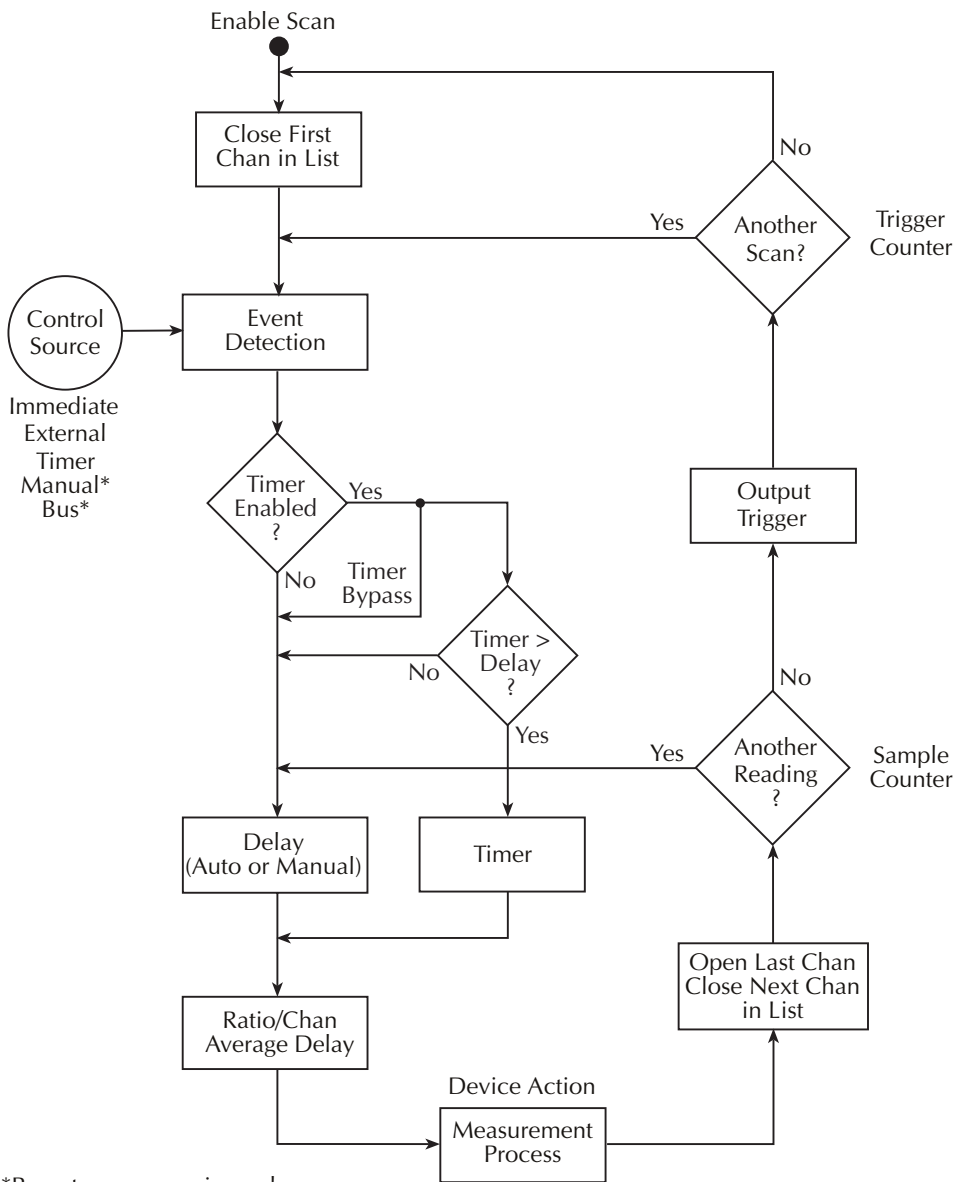 Enable Scan
Close First
Chan in List
No
Yes
Another
Scan?
Trigger
Counter
Control
Source
Event
Detection
Immediate
External
Timer
Manual*
Bus*
Timer
Enabled
?
Yes
No
Timer
Bypass
Output
Trigger
Timer >
Delay
?
No
Yes
No
Yes
Another
Reading
?
Sample
Counter
Delay
(Auto or Manual)
Timer
Open Last Chan
Close Next Chan
in List
Ratio/Chan
Average Delay
Device Action
Measurement
Process